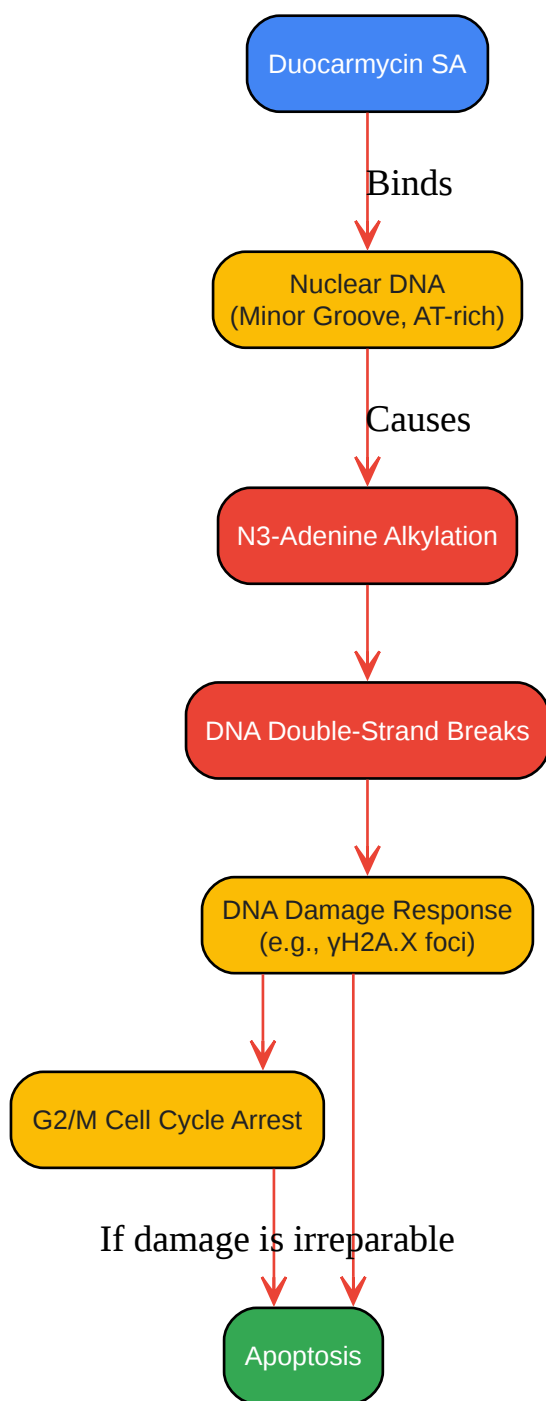 Duocarmycin SA
Binds
Nuclear DNA
(Minor Groove, AT-rich)
Causes
N3-Adenine Alkylation
DNA Double-Strand Breaks
DNA Damage Response
(e.g., γH2A.X foci)
G2/M Cell Cycle Arrest
If damage is irreparable
Apoptosis